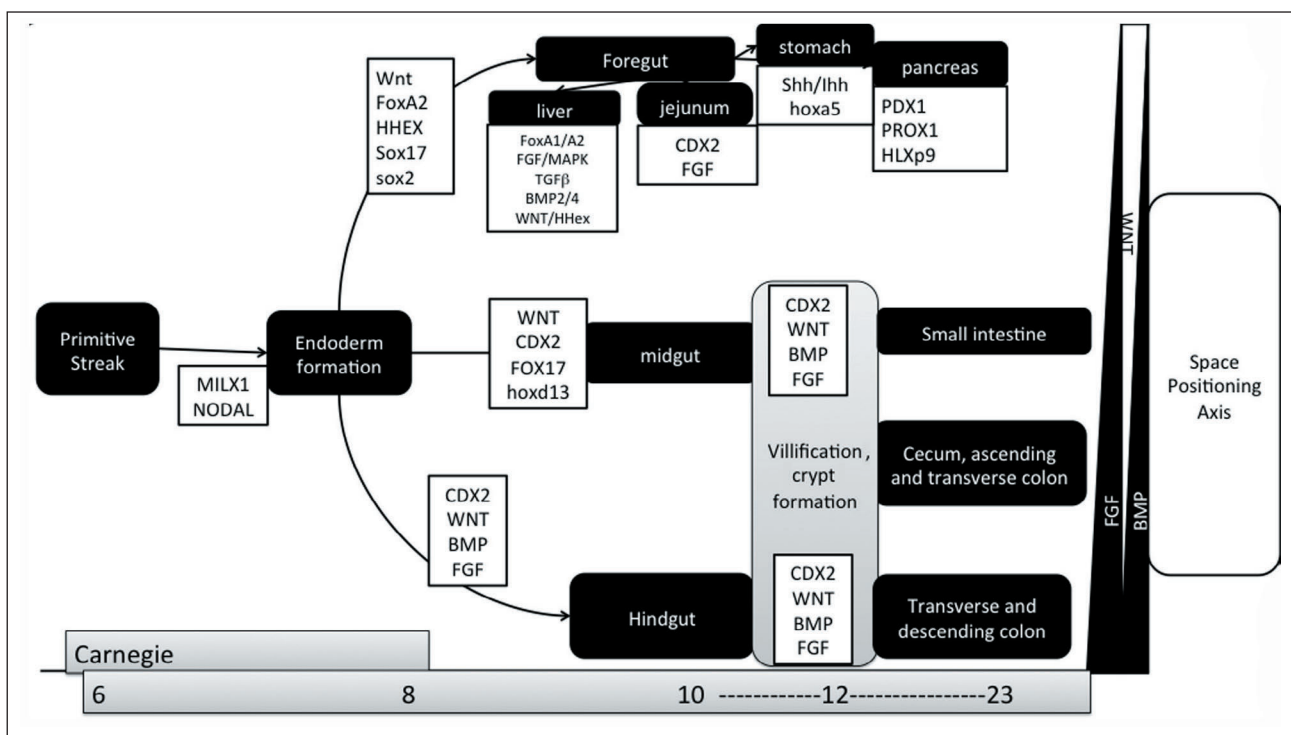 stomach
Foregut
pancreas
Wnt
FoxA2
HHEX
Sox17
sox2
Shh/Ihh
hoxa5
liver
jejunum
PDX1
PROX1
HLXp9
FoxA1/A2
FGF/MAPK
TGFβ
BMP2/4
WNT/HHex
CDX2
FGF
Primitive
Streak
MILX1
NODAL
Endoderm
formation
WNT
CDX2
FOX17
hoxd13
midgut
CDX2
WNT
BMP
FGF
Small intestine
Villification,
crypt
formation
Cecum, ascending
and transverse colon
CDX2
WNT
BMP
FGF
Hindgut
CDX2
WNT
BMP
FGF
Transverse and
descending colon
WNT
FGF
BMP
Space
Positioning
Axis
Carnegie
6 8 10 -----------12--------------- 23